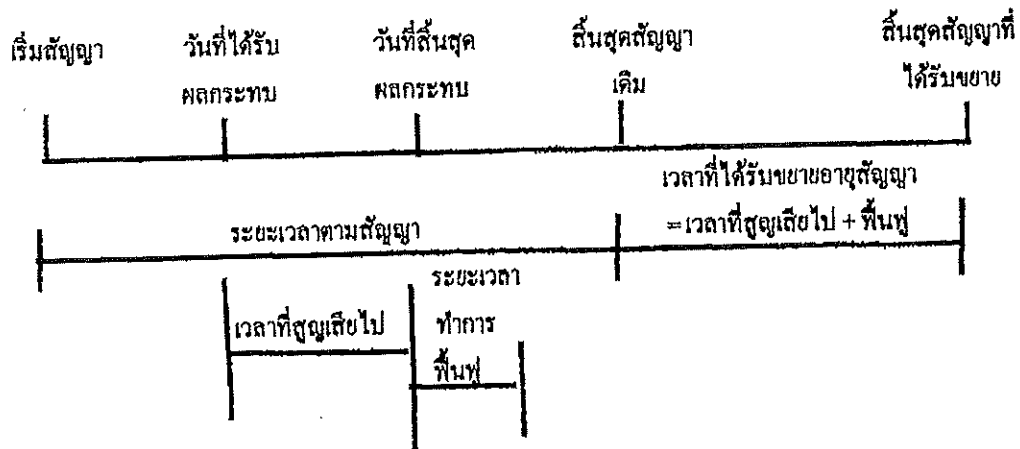 เริ่มสัญญา
วันที่ได้รับ
ผลกระทบ
วันที่สิ้นสุด
ผลกระทบ
สิ้นสุดสัญญา
เดิม
สิ้นสุดสัญญาที่
ได้รับขยาย
เวลาที่ได้รับขยายอายุสัญญา
=เวลาที่สูญเสียไป + ฟื้นฟู
ระยะเวลาตามสัญญา
เวลาที่สูญเสียไป
ระยะเวลา
ทำการ
ฟื้นฟู